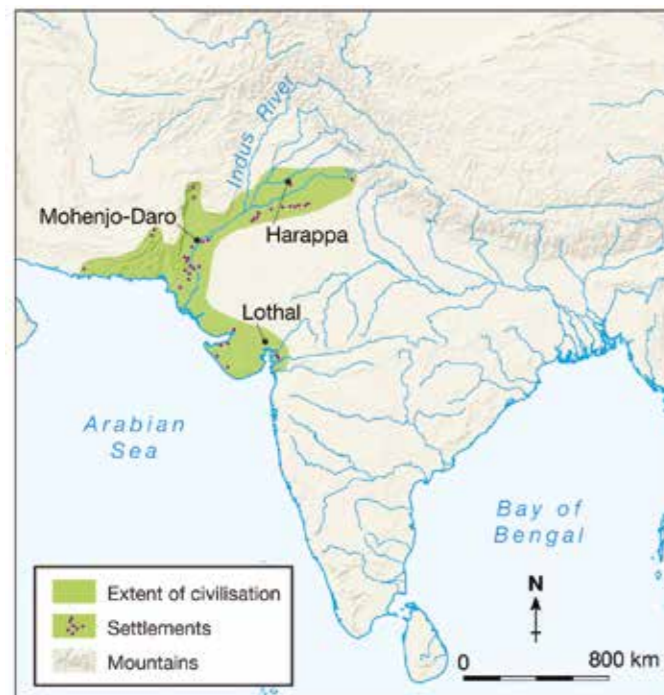 Indus River
Mohenjo-Daro
Harappa
Lothal
Arabian
Sea
Bay of
Bengal
Extent of civilisation
Settlements
Mountains
N
0 800 km